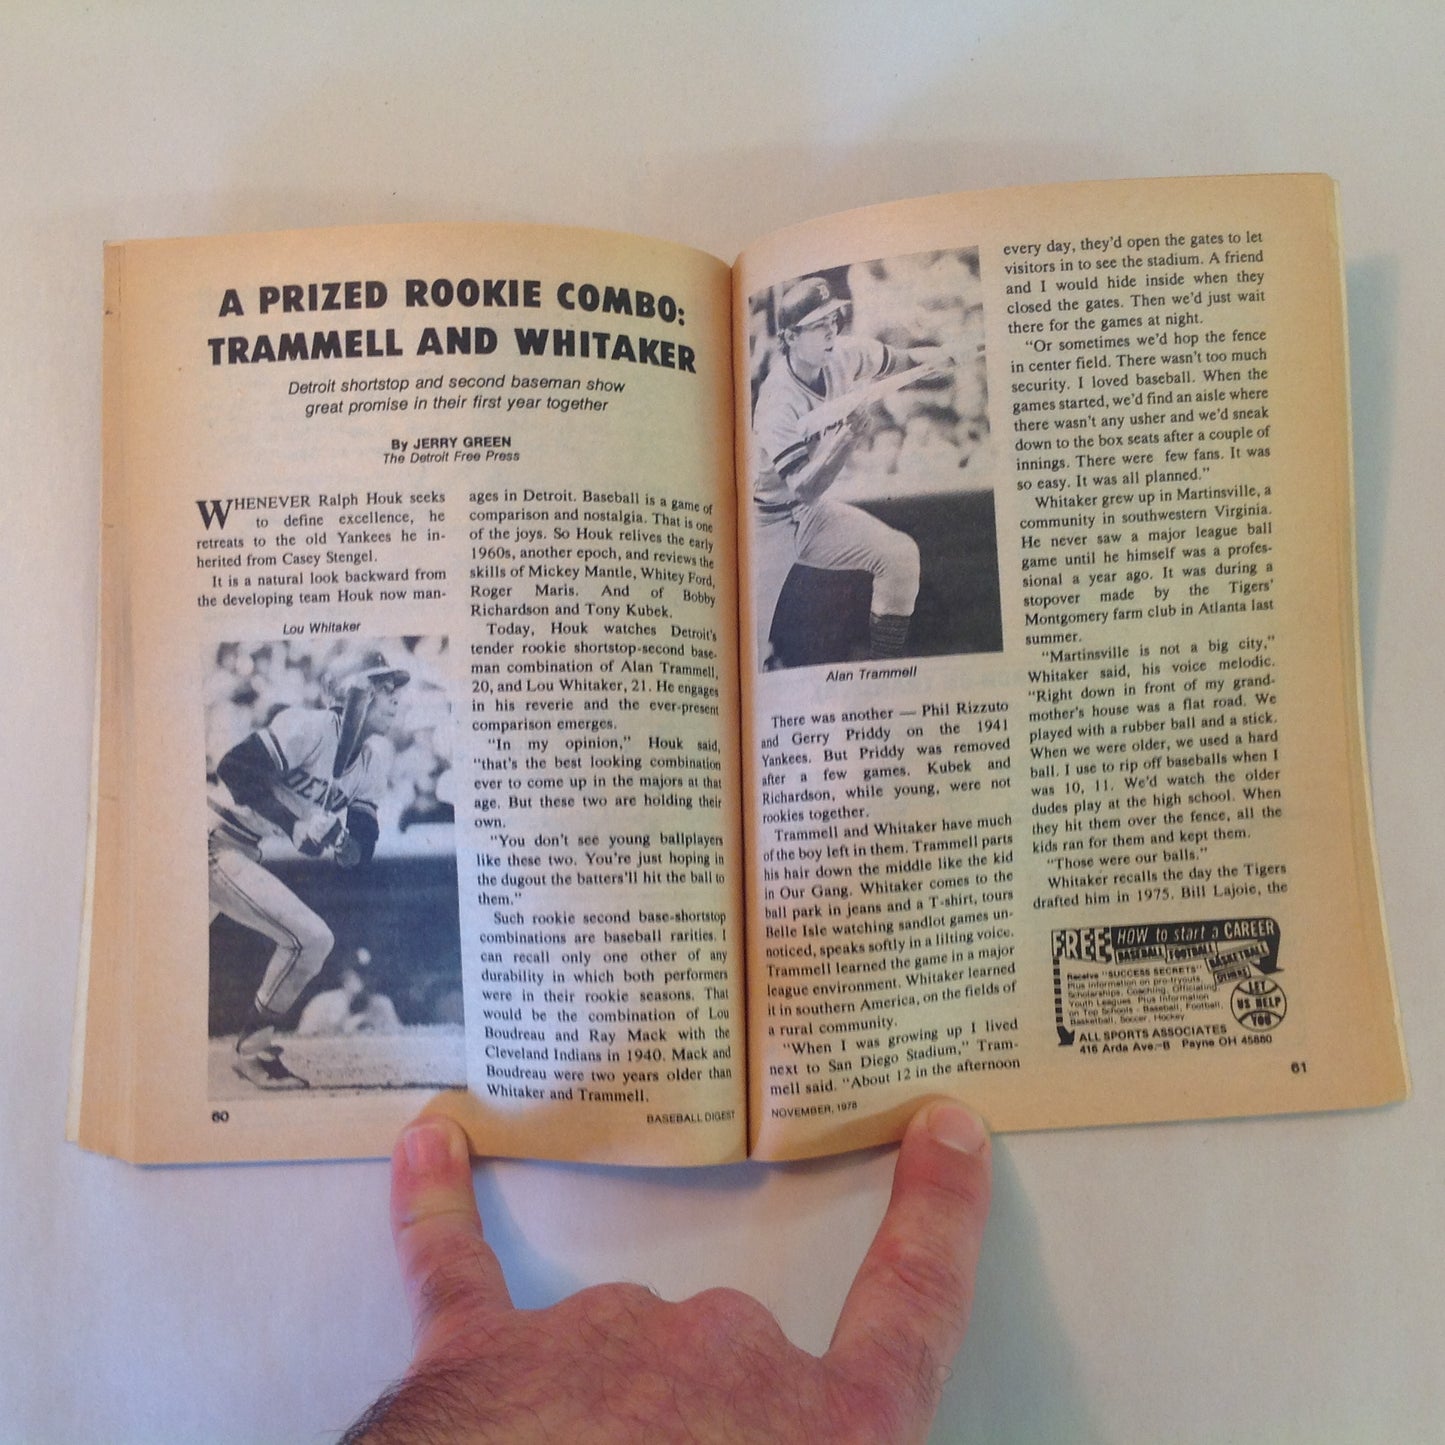 A PRIZED ROOKIE COMBO:
TRAMMELL AND WHITAKER
Detroit shortstop and second baseman show
great promise in their first year together
By JERRY GREEN
The Detroit Free Press
WHENEVER Ralph Houk seeks
to define excellence, he
retreats to the old Yankees he in-
herited from Casey Stengel.
It is a natural look backward from
the developing team Houk now man-
Lou Whitaker
DETROIT
60
ages in Detroit. Baseball is a game of
comparison and nostalgia. That is one
of the joys. So Houk relives the early
1960s, another epoch, and reviews the
skills of Mickey Mantle, Whitey Ford,
Roger Maris. And of Bobby
Richardson and Tony Kubek.
Today, Houk watches Detroit's
tender rookie shortstop-second base-
man combination of Alan Trammell,
20, and Lou Whitaker, 21. He engages
in his reverie and the ever-present
comparison emerges.
"In my opinion," Houk said,
"that's the best looking combination
ever to come up in the majors at that
age. But these two are holding their
own.
"You don't see young ballplayers
like these two. You're just hoping in
the dugout the batters'll hit the ball to
them."
Such rookie second base-shortstop
combinations are baseball rarities. I
can recall only one other of any
durability in which both performers
were in their rookie seasons. That
would be the combination of Lou
Boudreau and Ray Mack with the
Cleveland Indians in 1940. Mack and
Boudreau were two years older than
Whitaker and Trammell.
BASEBALL DIGEST
Alan Trammell
There was another — Phil Rizzuto
and Gerry Priddy on the 1941
Yankees. But Priddy was removed
after a few games. Kubek and
Richardson, while young, were not
rookies together.
Trammell and Whitaker have much
of the boy left in them. Trammell parts
his hair down the middle like the kid
in Our Gang. Whitaker comes to the
ball park in jeans and a T-shirt, tours
Belle Isle watching sandlot games un-
noticed, speaks softly in a lilting voice.
Trammell learned the game in a major
league environment. Whitaker learned
it in southern America, on the fields of
a rural community.
"When I was growing up I lived
next to San Diego Stadium," Tram-
mell said. "About 12 in the afternoon
NOVEMBER, 1978
every day, they'd open the gates to let
visitors in to see the stadium. A friend
and I would hide inside when they
closed the gates. Then we'd just wait
there for the games at night.
"Or sometimes we'd hop the fence
in center field. There wasn't too much
security. I loved baseball. When the
games started, we'd find an aisle where
there wasn't any usher and we'd sneak
down to the box seats after a couple of
innings. There were few fans. It was
so easy. It was all planned."
Whitaker grew up in Martinsville, a
community in southwestern Virginia.
He never saw a major league ball
game until he himself was a profes-
sional a year ago. It was during a
stopover made by the Tigers'
Montgomery farm club in Atlanta last
summer.
"Martinsville is not a big city,"
Whitaker said, his voice melodic.
"Right down in front of my grand-
mother's house was a flat road. We
played with a rubber ball and a stick.
When we were older, we used a hard
ball. I use to rip off baseballs when I
was 10, 11. We'd watch the older
dudes play at the high school. When
they hit them over the fence, all the
kids ran for them and kept them.
"Those were our balls."
Whitaker recalls the day the Tigers
drafted him in 1975. Bill Lajoie, the
FREE HOW to start a CAREER
BASEBALL FOOTBALL BASKETBALL
OTHERS
Receive "SUCCESS SECRETS"
Plus information on pro-tryouts,
Scholarships, Coaching, Officiating,
Youth Leagues. Plus Information
on Top Schools - Baseball, Football,
Basketball, Soccer, Hockey.
LET
US HELP
YOU
ALL SPORTS ASSOCIATES
416 Arda Ave.-B Payne OH 45880
61